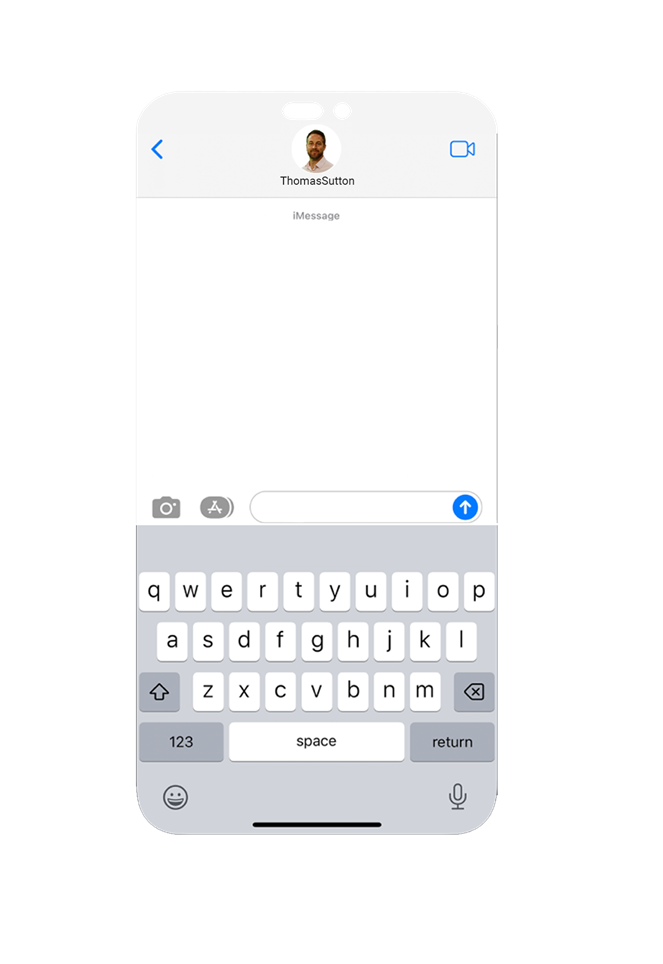 ThomasSutton
iMessage
q w e r t y u i o p
a s d f g h j k l
z x c v b n m
123 space return